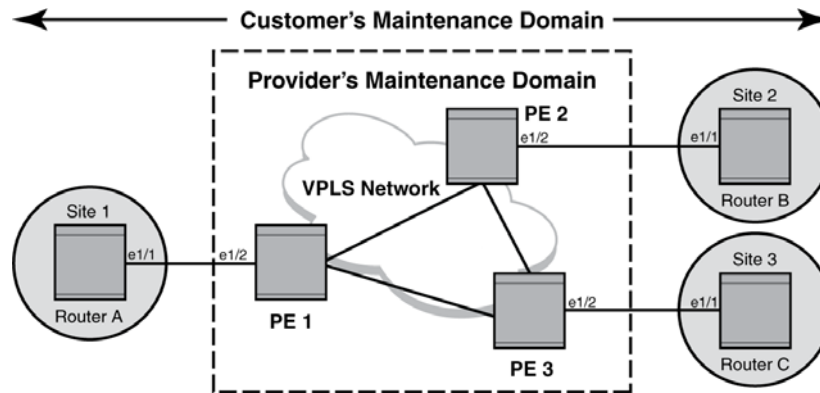 Customer's Maintenance Domain
Provider's Maintenance Domain
PE 2
Site 2
e1/2
e1/1
Router B
VPLS Network
Site 1
e1/1
e1/2
Router A
PE 1
Site 3
e1/2
e1/1
PE 3
Router C